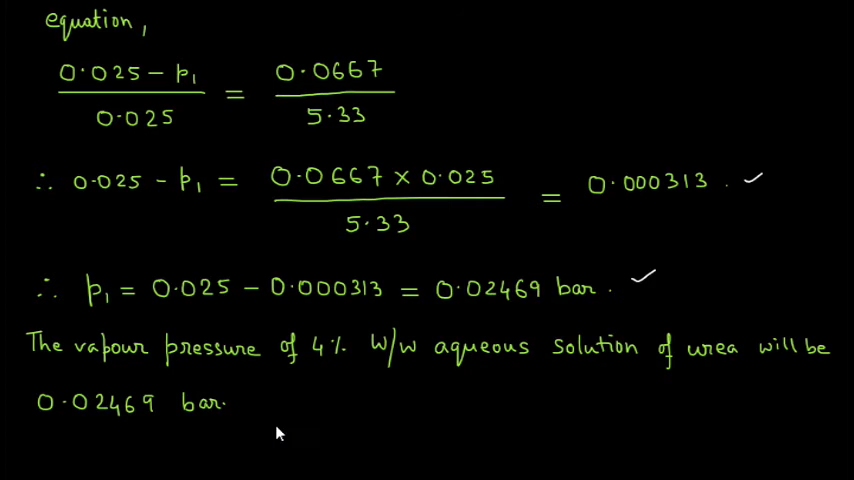 equation,
0.025 - p₁ / 0.025 = 0.0667 / 5.33
∴ 0.025 - p₁ = 0.0667 × 0.025 / 5.33 = 0.000313. ✓
∴ p₁ = 0.025 - 0.000313 = 0.02469 bar. ✓
The vapour pressure of 4% W/w aqueous solution of urea will be
0.02469 bar.